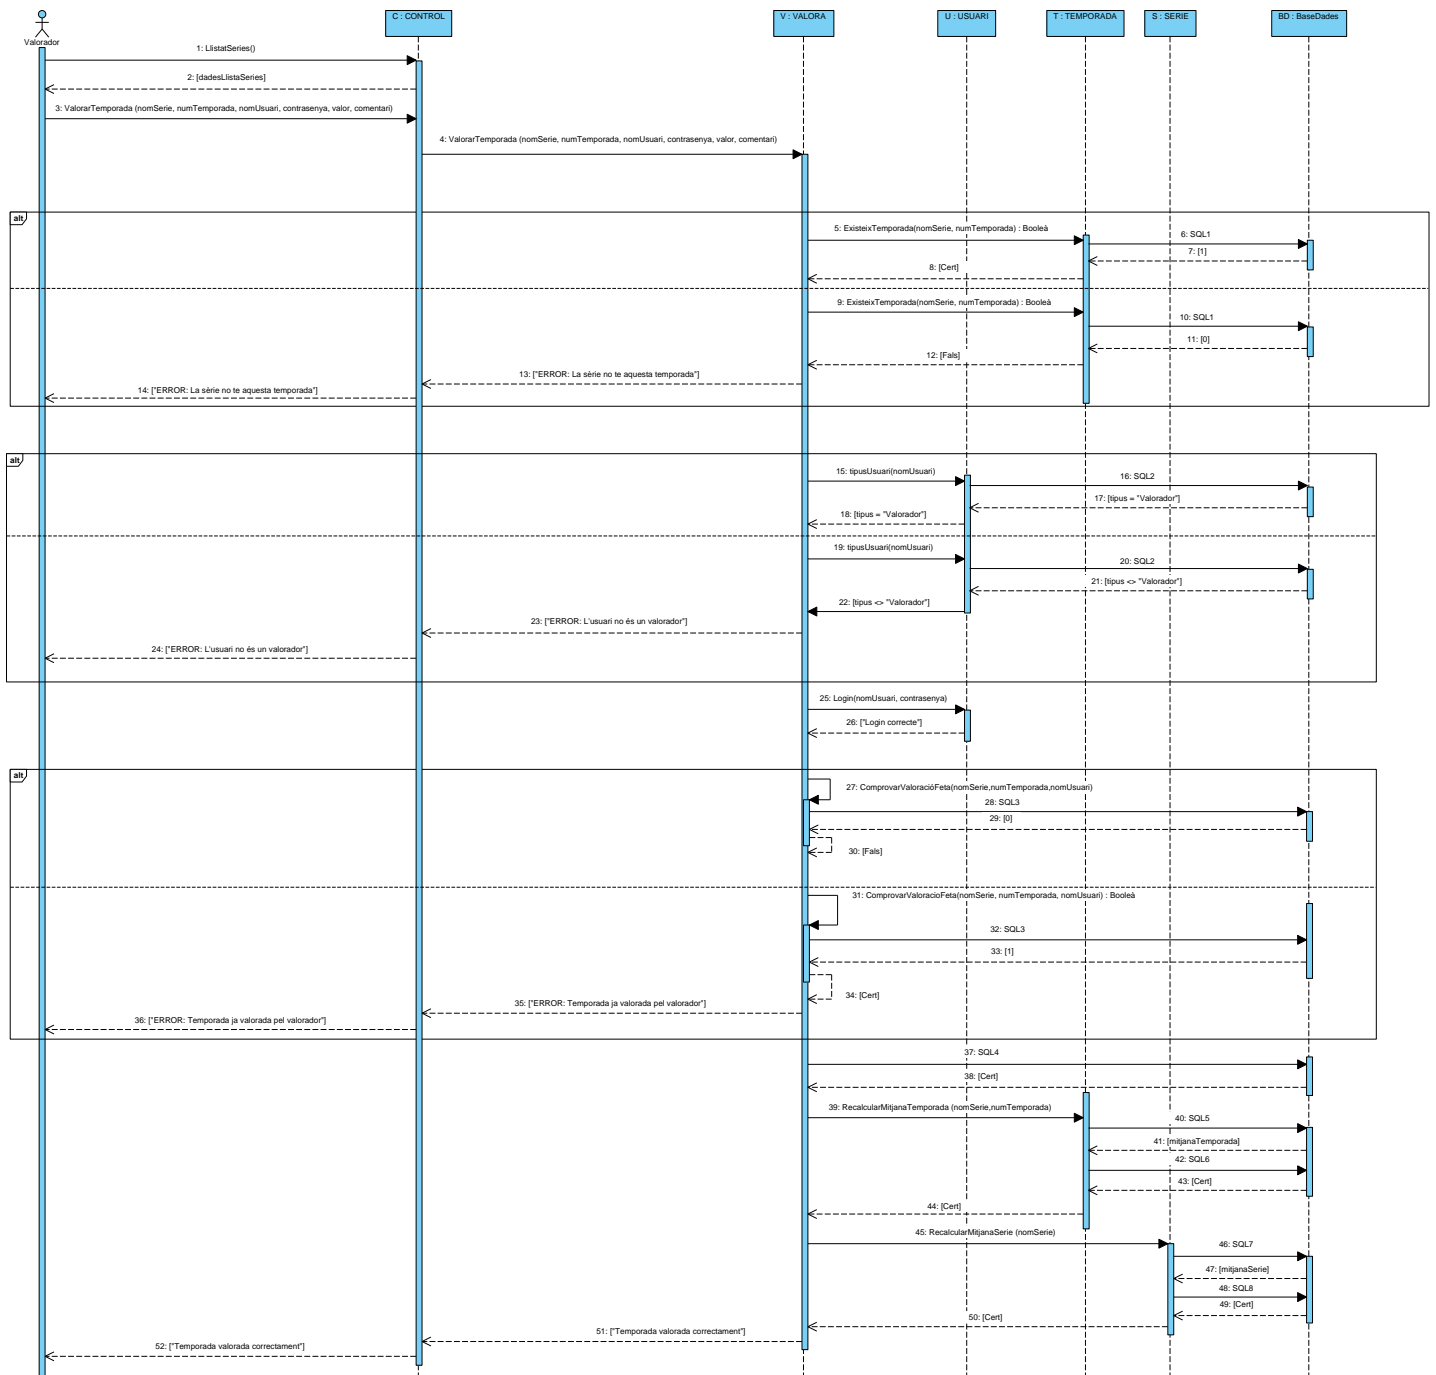 C : CONTROL
V : VALORA
U : USUARI
T : TEMPORADA
S : SERIE
BD : BaseDades
Valorador
1: LlistatSeries()
2: [dadesLlistaSeries]
3: ValorarTemporada (nomSerie, numTemporada, nomUsuari, contrasenya, valor, comentari)
4: ValorarTemporada (nomSerie, numTemporada, nomUsuari, contrasenya, valor, comentari)
alt
5: ExisteixTemporada(nomSerie, numTemporada) : Booleà
6: SQL1
7: [1]
8: [Cert]
9: ExisteixTemporada(nomSerie, numTemporada) : Booleà
10: SQL1
11: [0]
12: [Fals]
13: ["ERROR: La sèrie no te aquesta temporada"]
14: ["ERROR: La sèrie no te aquesta temporada"]
alt
15: tipusUsuari(nomUsuari)
16: SQL2
17: [tipus = "Valorador"]
18: [tipus = "Valorador"]
19: tipusUsuari(nomUsuari)
20: SQL2
21: [tipus <> "Valorador"]
22: [tipus <> "Valorador"]
23: ["ERROR: L'usuari no és un valorador"]
24: ["ERROR: L'usuari no és un valorador"]
25: Login(nomUsuari, contrasenya)
26: ["Login correcte"]
alt
27: ComprovarValoracióFeta(nomSerie,numTemporada,nomUsuari)
28: SQL3
29: [0]
30: [Fals]
31: ComprovarValoracioFeta(nomSerie, numTemporada, nomUsuari) : Booleà
32: SQL3
33: [1]
34: [Cert]
35: ["ERROR: Temporada ja valorada pel valorador"]
36: ["ERROR: Temporada ja valorada pel valorador"]
37: SQL4
38: [Cert]
39: RecalcularMitjanaTemporada (nomSerie,numTemporada)
40: SQL5
41: [mitjanaTemporada]
42: SQL6
43: [Cert]
44: [Cert]
45: RecalcularMitjanaSerie (nomSerie)
46: SQL7
47: [mitjanaSerie]
48: SQL8
49: [Cert]
50: [Cert]
51: ["Temporada valorada correctament"]
52: ["Temporada valorada correctament"]